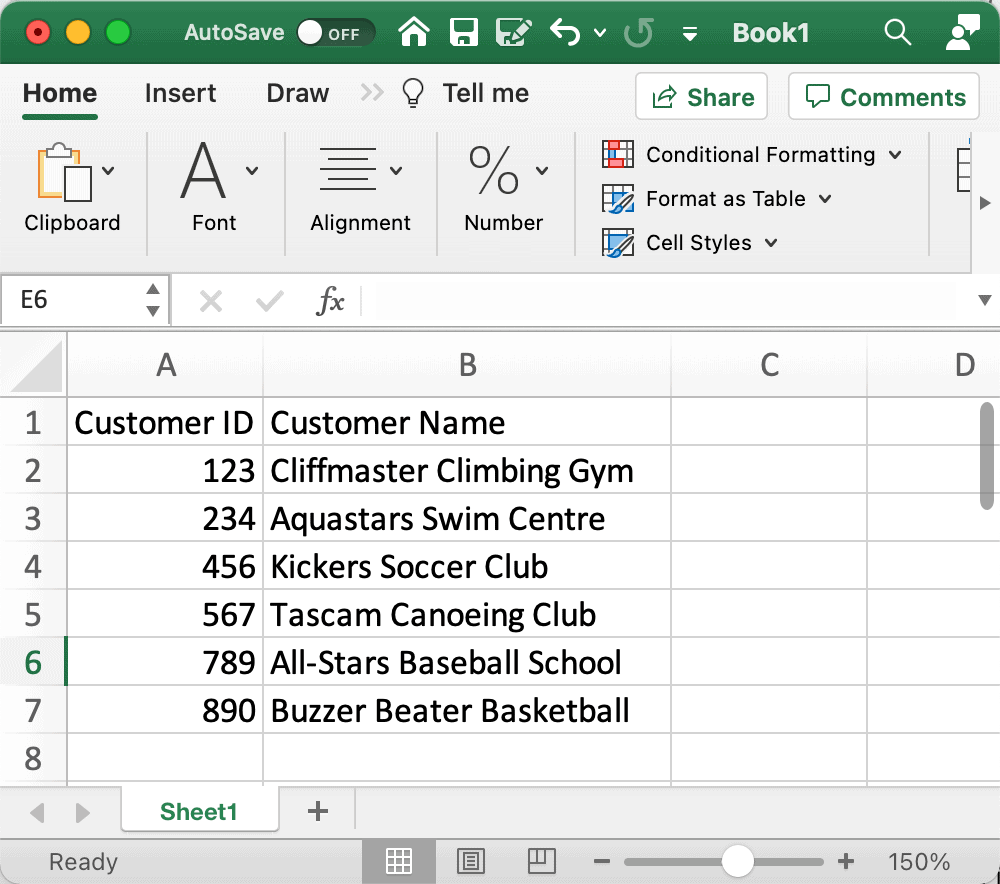 AutoSave OFF Book1
Home Insert Draw Tell me Share Comments
Clipboard Font Alignment % Number Conditional Formatting
Format as Table
Cell Styles
E6 fx
A B C D
1 Customer ID Customer Name
2 123 Cliffmaster Climbing Gym
3 234 Aquastars Swim Centre
4 456 Kickers Soccer Club
5 567 Tascam Canoeing Club
6 789 All-Stars Baseball School
7 890 Buzzer Beater Basketball
8
Sheet1 +
Ready 150%